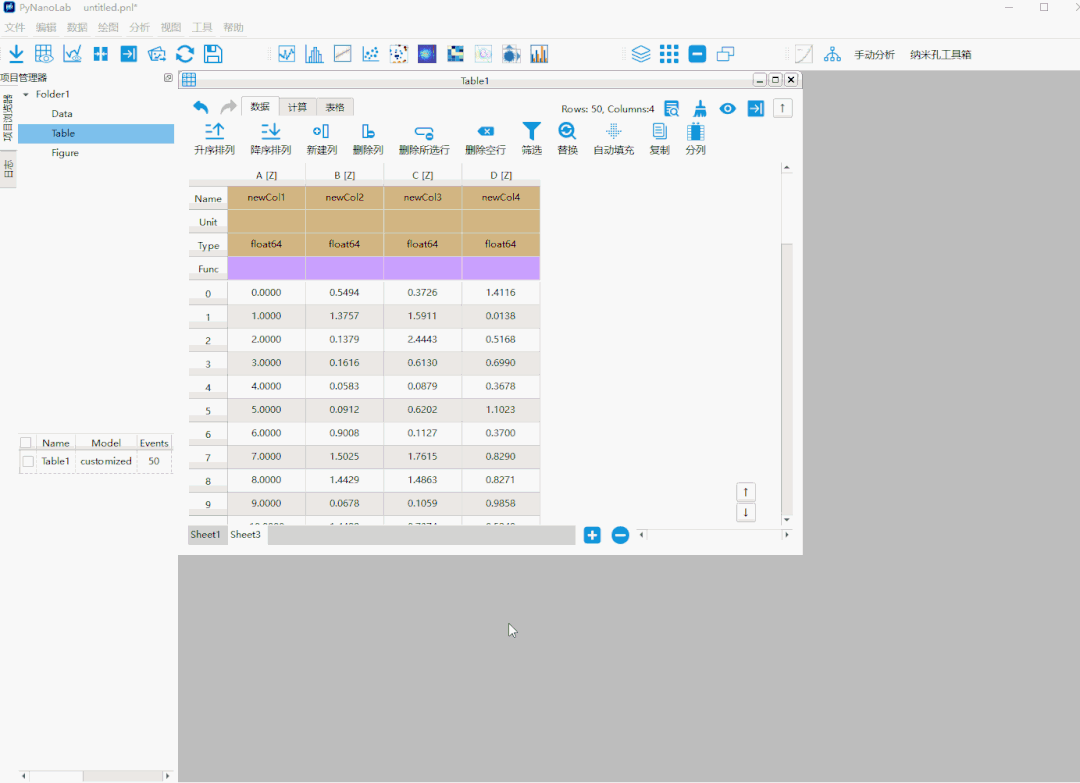 PyNanoLab untitled.pnl*
文件 编辑 数据 绘图 分析 视图 工具 帮助
手动分析 纳米孔工具箱
项目管理器
项目浏览器
日志
Folder1
Data
Table
Figure
Name Model Events
Table1 customized 50
Table1
数据 计算 表格
Rows: 50, Columns:4
升序排列 降序排列 新建列 删除列 删除所选行 删除空行 筛选 替换 自动填充 复制 分列
A [Z] B [Z] C [Z] D [Z]
Name newCol1 newCol2 newCol3 newCol4
Unit
Type float64 float64 float64 float64
Func
0 0.0000 0.5494 0.3726 1.4116
1 1.0000 1.3757 1.5911 0.0138
2 2.0000 0.1379 2.4443 0.5168
3 3.0000 0.1616 0.6130 0.6990
4 4.0000 0.0583 0.0879 0.3678
5 5.0000 0.0912 0.6202 1.1023
6 6.0000 0.9008 0.1127 0.3700
7 7.0000 1.5025 1.7615 0.8290
8 8.0000 1.4429 1.4863 0.8271
9 9.0000 0.0678 0.1059 0.9858
Sheet1 Sheet3